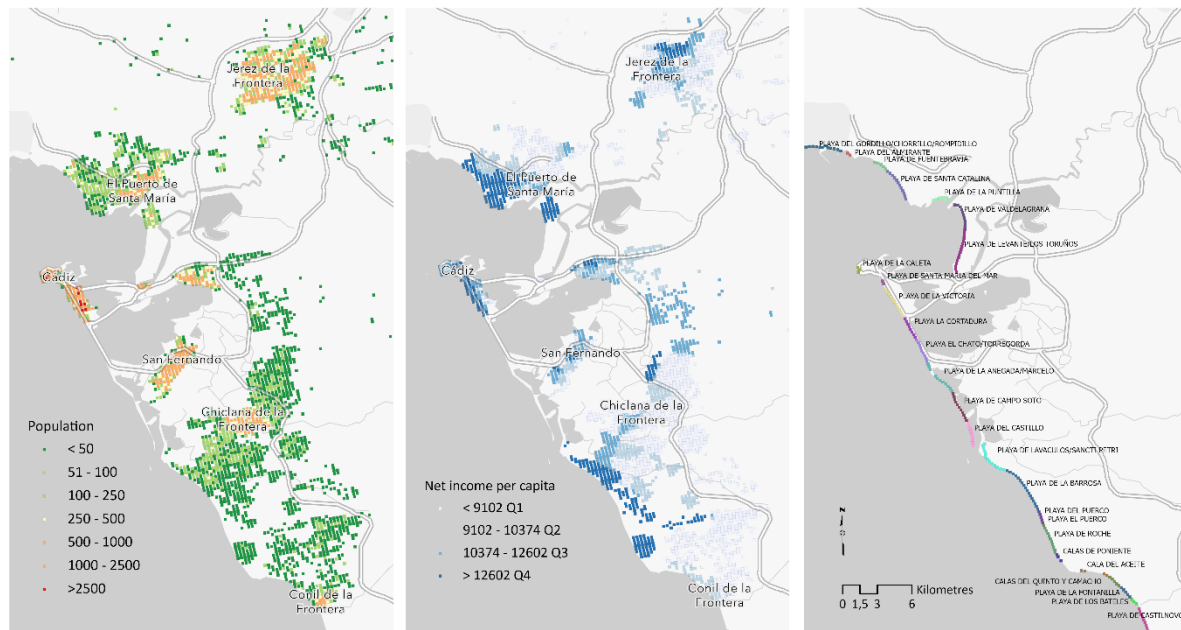 Jerez de la
Frontera
El Puerto de
Santa María
Cádiz
San Fernando
Chiclana de la
Frontera
Conil de la
Frontera
Population
< 50
51 - 100
100 - 250
250 - 500
500 - 1000
1000 - 2500
>2500
Jerez de la
Frontera
El Puerto de
Santa María
Cádiz
San Fernando
Chiclana de la
Frontera
Conil de la
Frontera
Net income per capita
< 9102 Q1
9102 - 10374 Q2
10374 - 12602 Q3
> 12602 Q4
PLAYA DEL GORDILLO/CHORRILLO/ROMPIDILLO
PLAYA DEL ALMIRANTE
PLAYA DE FUENTEBRAVIA
PLAYA DE SANTA CATALINA
PLAYA DE LA PUNTILLA
PLAYA DE VALDELAGRANA
PLAYA DE LEVANTE/LOS TORUÑOS
PLAYA DE LA CALETA
PLAYA DE SANTA MARIA DEL MAR
PLAYA DE LA VICTORIA
PLAYA LA CORTADURA
PLAYA EL CHATO/TORREGORDA
PLAYA DE LA ANEGADA/MARCELO
PLAYA DE CAMPO SOTO
PLAYA DEL CASTILLO
PLAYA DE LAVACULOS/SANCTI PETRI
PLAYA DE LA BARROSA
PLAYA DEL PUERCO
PLAYA EL PUERCO
PLAYA DE ROCHE
CALAS DE PONIENTE
CALA DEL ACEITE
CALAS DEL QUINTO Y CAMACHO
PLAYA DE LA FONTANILLA
PLAYA DE LOS BATELES
PLAYA DE CASTILNOVO
N
Kilometres
0 1,5 3 6